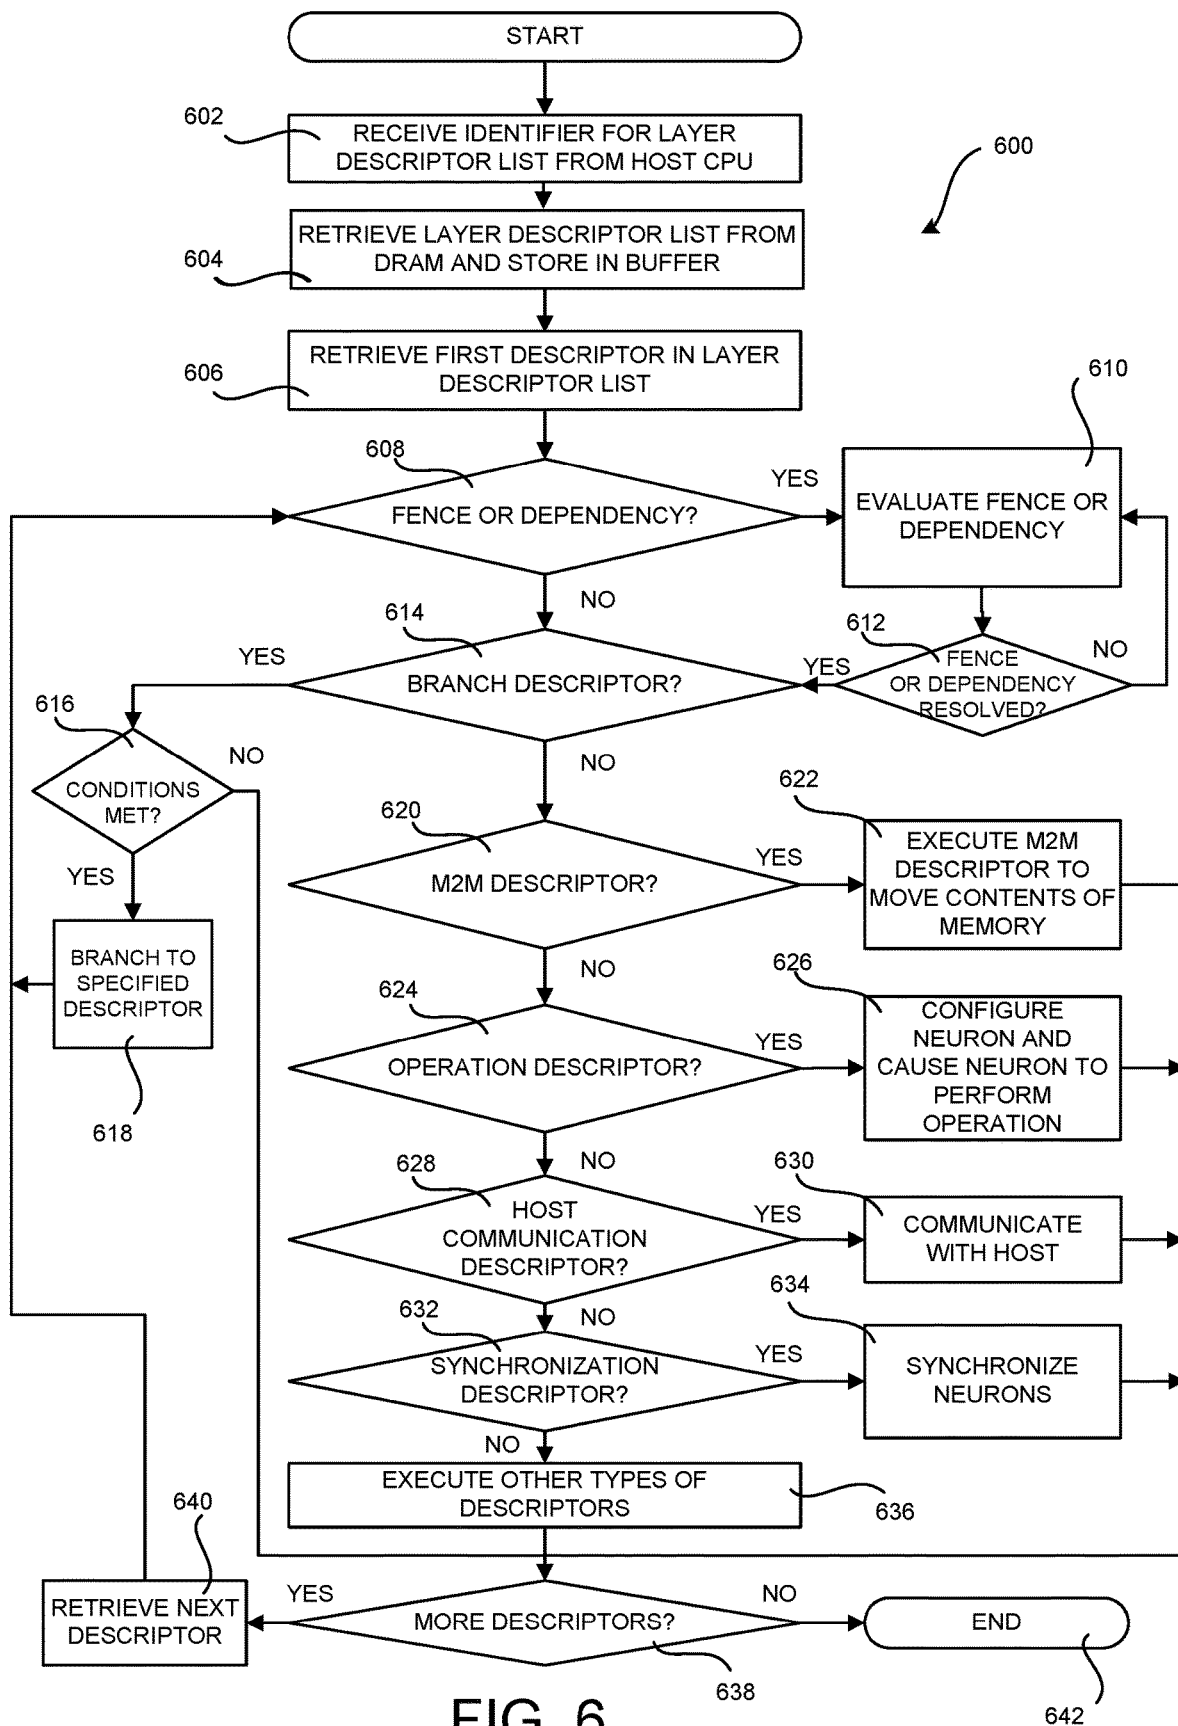 START
602
RECEIVE IDENTIFIER FOR LAYER
DESCRIPTOR LIST FROM HOST CPU
600
604
RETRIEVE LAYER DESCRIPTOR LIST FROM
DRAM AND STORE IN BUFFER
606
RETRIEVE FIRST DESCRIPTOR IN LAYER
DESCRIPTOR LIST
610
608
FENCE OR DEPENDENCY?
YES
EVALUATE FENCE OR
DEPENDENCY
NO
612
FENCE
OR DEPENDENCY
RESOLVED?
NO
YES
614
BRANCH DESCRIPTOR?
YES
616
CONDITIONS
MET?
NO
YES
BRANCH TO
SPECIFIED
DESCRIPTOR
618
NO
620
M2M DESCRIPTOR?
YES
622
EXECUTE M2M
DESCRIPTOR TO
MOVE CONTENTS OF
MEMORY
NO
624
OPERATION DESCRIPTOR?
YES
626
CONFIGURE
NEURON AND
CAUSE NEURON TO
PERFORM
OPERATION
NO
628
HOST
COMMUNICATION
DESCRIPTOR?
YES
630
COMMUNICATE
WITH HOST
NO
632
SYNCHRONIZATION
DESCRIPTOR?
YES
634
SYNCHRONIZE
NEURONS
NO
EXECUTE OTHER TYPES OF
DESCRIPTORS
636
640
RETRIEVE NEXT
DESCRIPTOR
YES
MORE DESCRIPTORS?
638
NO
END
642
FIG. 6